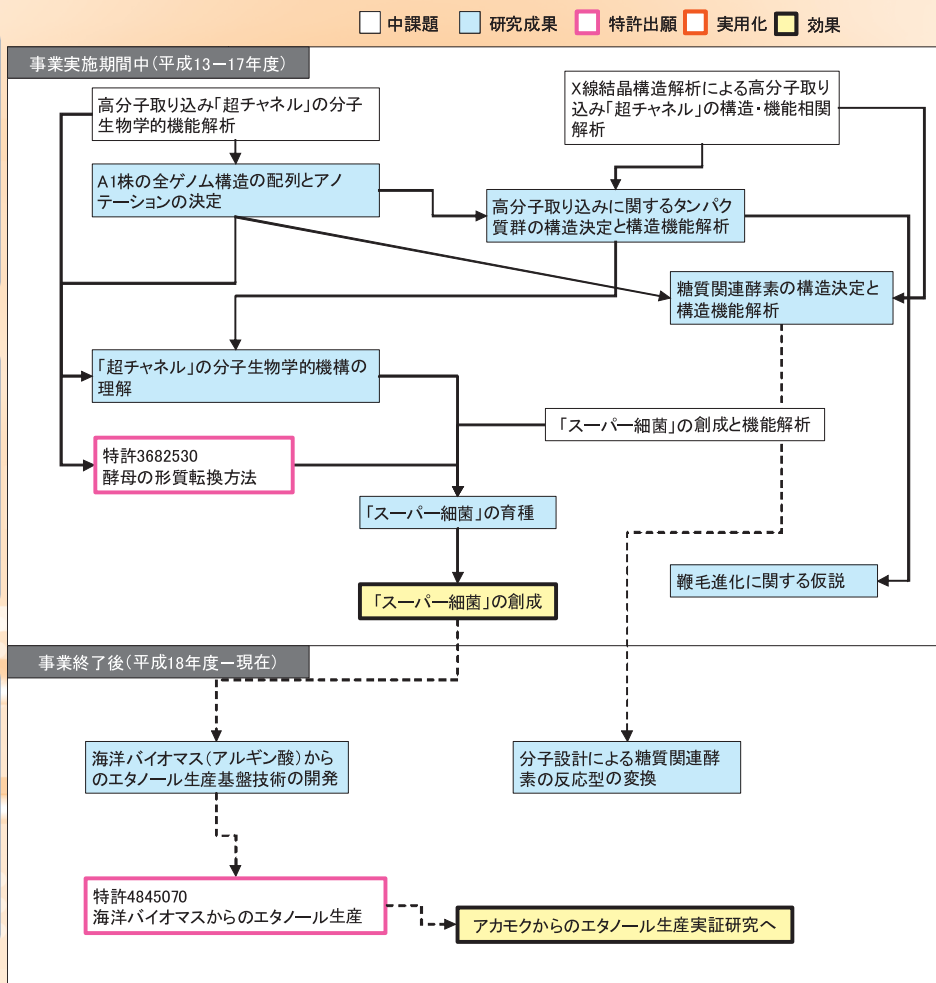 中課題 研究成果 特許出願 実用化 効果
事業実施期間中(平成13ー17年度)
高分子取り込み「超チャネル」の分子
生物学的機能解析
X線結晶構造解析による高分子取り
込み「超チャネル」の構造・機能相関
解析
A1株の全ゲノム構造の配列とアノ
テーションの決定
高分子取り込みに関するタンパク
質群の構造決定と構造機能解析
糖質関連酵素の構造決定と
構造機能解析
「超チャネル」の分子生物学的機構の
理解
「スーパー細菌」の創成と機能解析
特許3682530
酵母の形質転換方法
「スーパー細菌」の育種
鞭毛進化に関する仮説
「スーパー細菌」の創成
事業終了後(平成18年度ー現在)
海洋バイオマス(アルギン酸)から
のエタノール生産基盤技術の開発
分子設計による糖質関連酵
素の反応型の変換
特許4845070
海洋バイオマスからのエタノール生産
アカモクからのエタノール生産実証研究へ